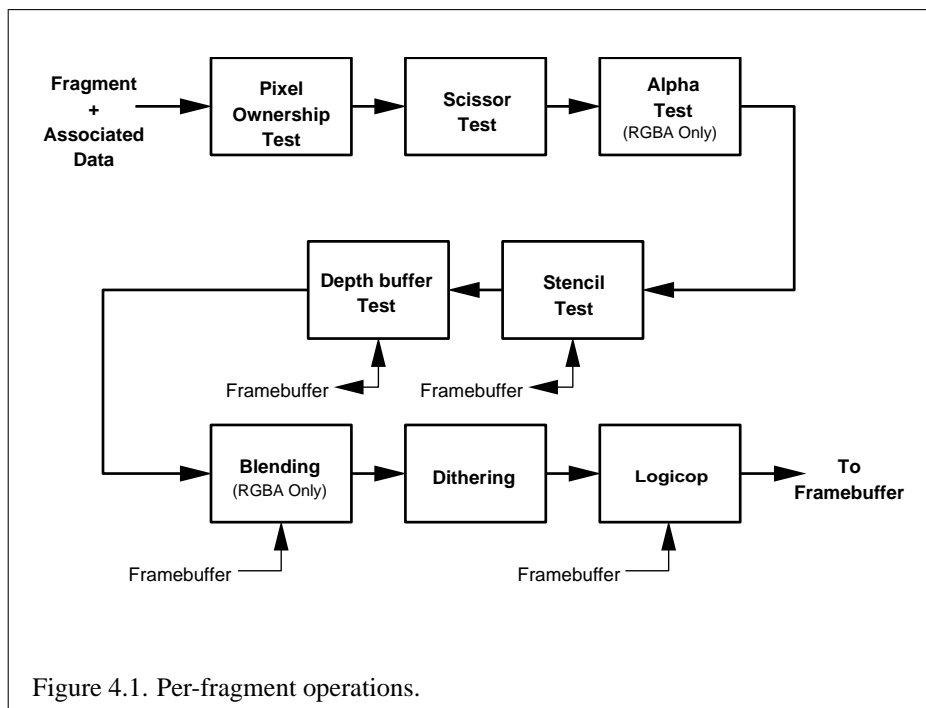 Fragment
+
Associated
Data
Pixel
Ownership
Test
Scissor
Test
Alpha
Test
(RGBA Only)
Depth buffer
Test
Stencil
Test
Framebuffer
Framebuffer
Blending
(RGBA Only)
Dithering
Logicop
To
Framebuffer
Framebuffer
Framebuffer
Figure 4.1. Per-fragment operations.